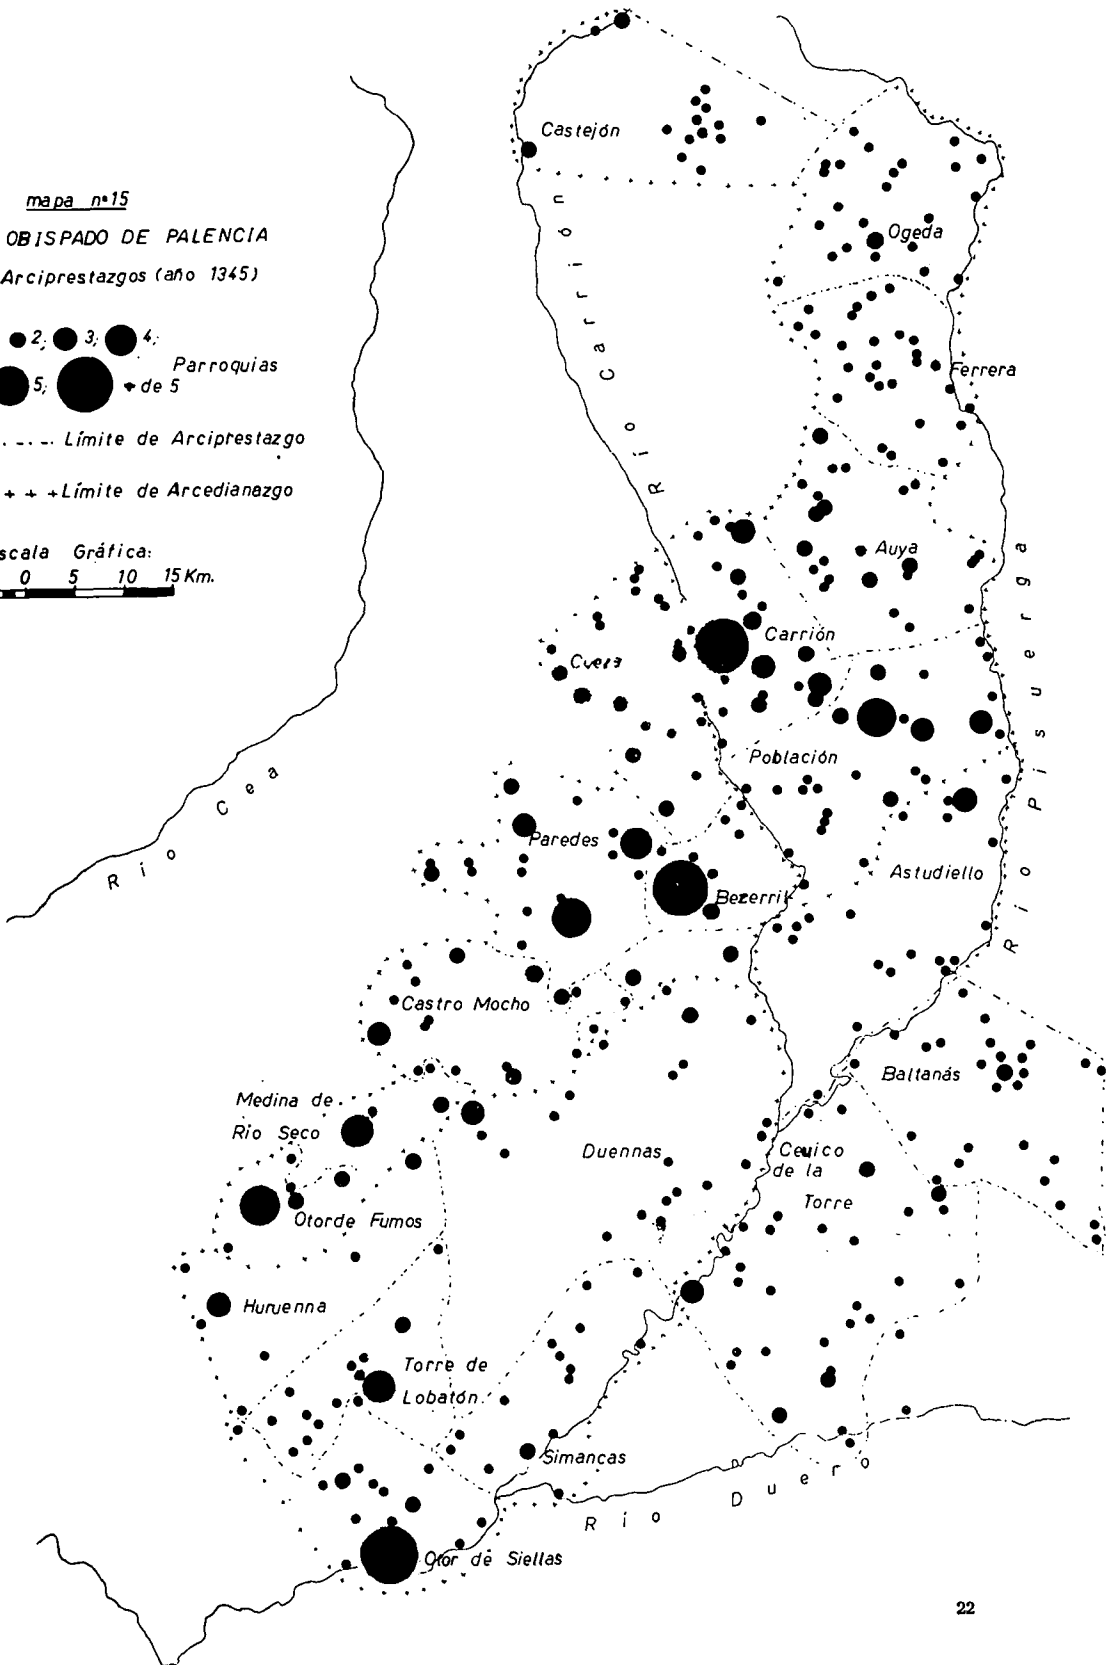 mapa nº15
OBISPADO DE PALENCIA
Arciprestazgos (año 1345)
2; 3; 4;
Parroquias
5; + de 5
Límite de Arciprestazgo
+ + + Límite de Arcedianazgo
scala Gráfica:
0 5 10 15 Km.
Castejón
Río Carrión
Ogeda
Ferrera
Auya
Carrión
Río Pisuerga
Población
Río Cea
Paredes
Bezerril
Astudiello
Castro Mocho
Baltanás
Medina de
Rio Seco
Duennas
Ceuico
de la
Torre
Otorde Fumos
Huruenna
Torre de
Lobatón
Simancas
Río Duero
Otor de Siellas
22